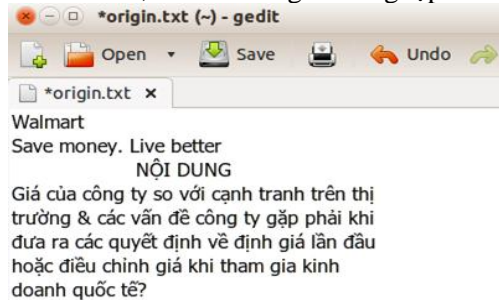 *origin.txt (~) - gedit
Open Save Undo
*origin.txt x
Walmart
Save money. Live better
NỘI DUNG
Giá của công ty so với cạnh tranh trên thị
trường & các vấn đề công ty gặp phải khi
đưa ra các quyết định về định giá lần đầu
hoặc điều chỉnh giá khi tham gia kinh
doanh quốc tế?